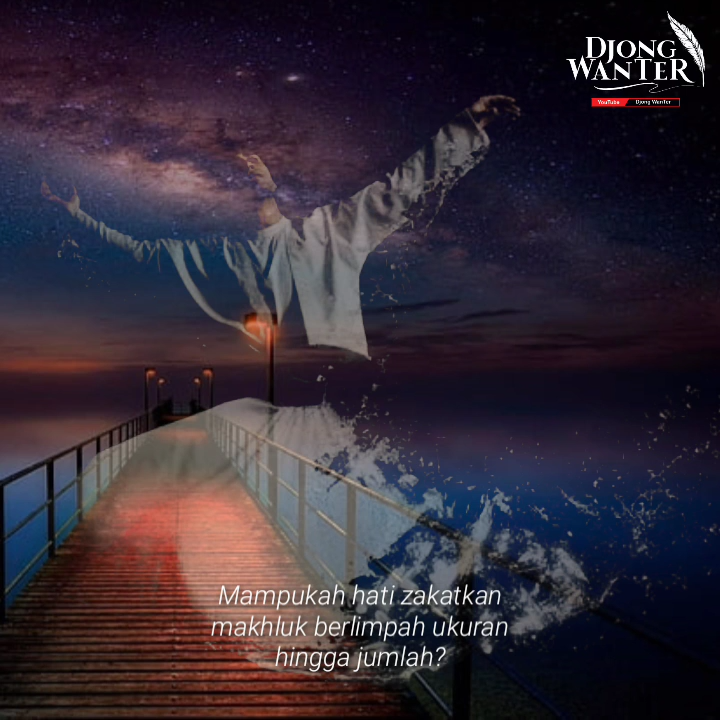 DJONG
WANTER
YouTube Djong WanTer
Mampukah hati zakatkan
makhluk berlimpah ukuran
hingga jumlah?